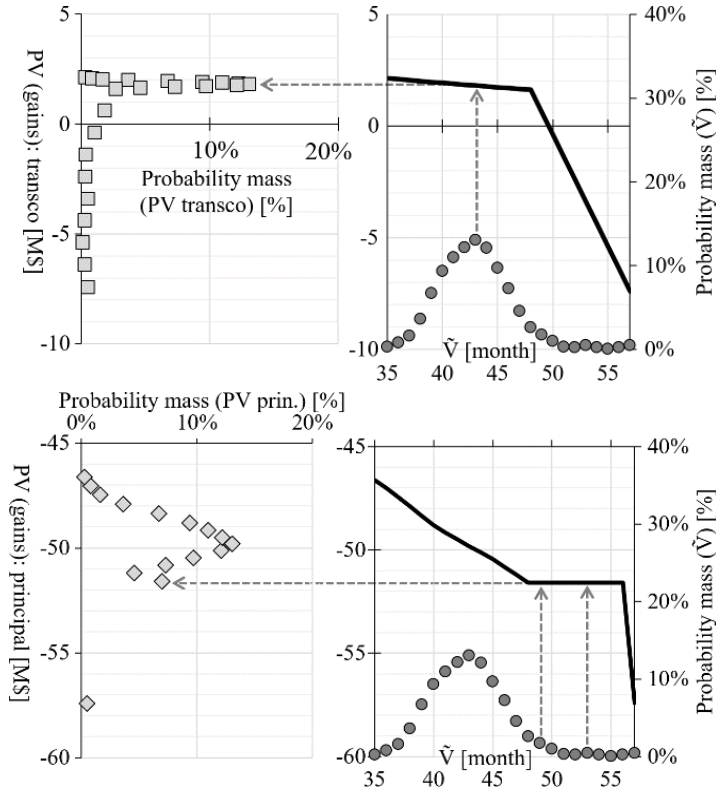 5
0
-5
-10
PV (gains): transco [M$]
10%
20%
Probability mass
(PV transco) [%]
5
0
-5
-10
40%
30%
20%
10%
0%
Probability mass (Ṽ) [%]
Ṽ [month]
35 40 45 50 55
Probability mass (PV prin.) [%]
0% 10% 20%
-45
-50
-55
-60
PV (gains): principal [M$]
-45
-50
-55
-60
40%
30%
20%
10%
0%
Probability mass (Ṽ) [%]
Ṽ [month]
35 40 45 50 55